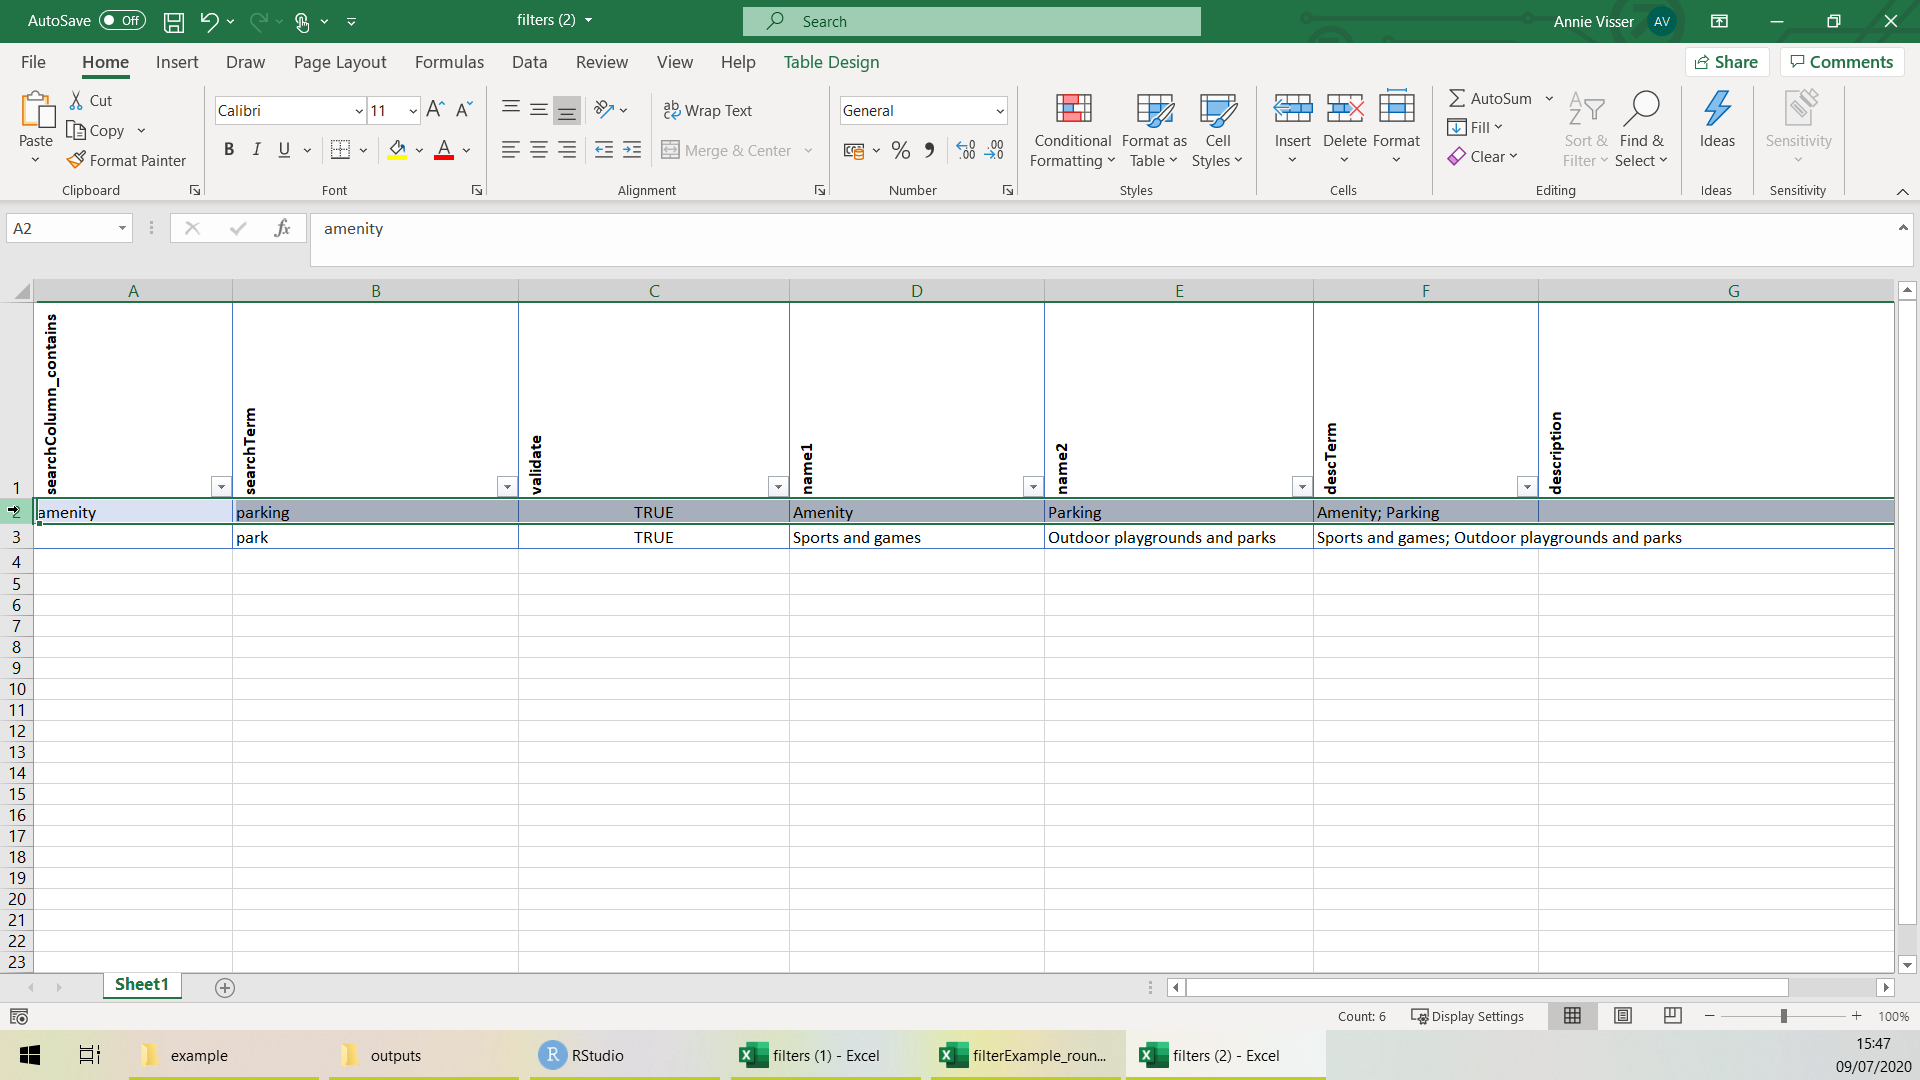 AutoSave Off filters (2) Search Annie Visser AV
File Home Insert Draw Page Layout Formulas Data Review View Help Table Design Share Comments
Paste Cut Copy Format Painter Clipboard
Calibri 11 A A B I U A Font
ab Wrap Text Merge & Center Alignment
General % Number
Conditional Formatting Format as Table Cell Styles Styles
Insert Delete Format Cells
AutoSum Fill Clear Sort & Filter Find & Select Editing
Ideas Ideas
Sensitivity Sensitivity
A2 fx amenity
A B C D E F G
1 searchColumn_contains searchTerm validate name1 name2 descTerm description
2 amenity parking TRUE Amenity Parking Amenity; Parking
3 park TRUE Sports and games Outdoor playgrounds and parks Sports and games; Outdoor playgrounds and parks
4
5
6
7
8
9
10
11
12
13
14
15
16
17
18
19
20
21
22
23
Sheet1
Count: 6 Display Settings 100%
example outputs R RStudio filters (1) - Excel filterExample_roun... filters (2) - Excel 15:47
09/07/2020